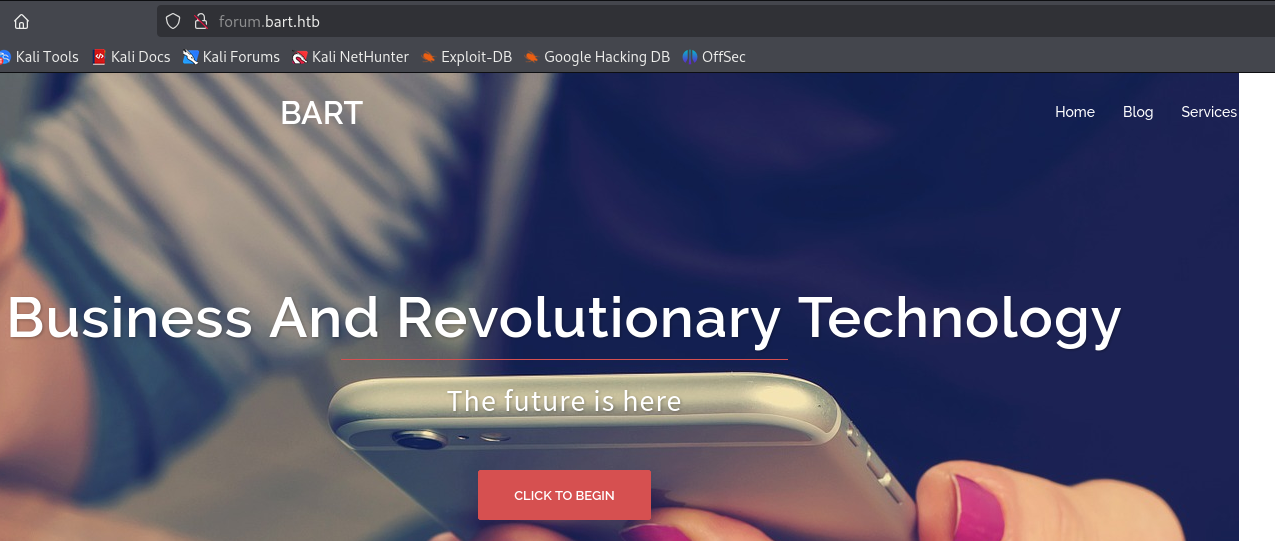 forum.bart.htb
Kali Tools Kali Docs Kali Forums Kali NetHunter Exploit-DB Google Hacking DB OffSec
BART Home Blog Services
Business And Revolutionary Technology
The future is here
CLICK TO BEGIN